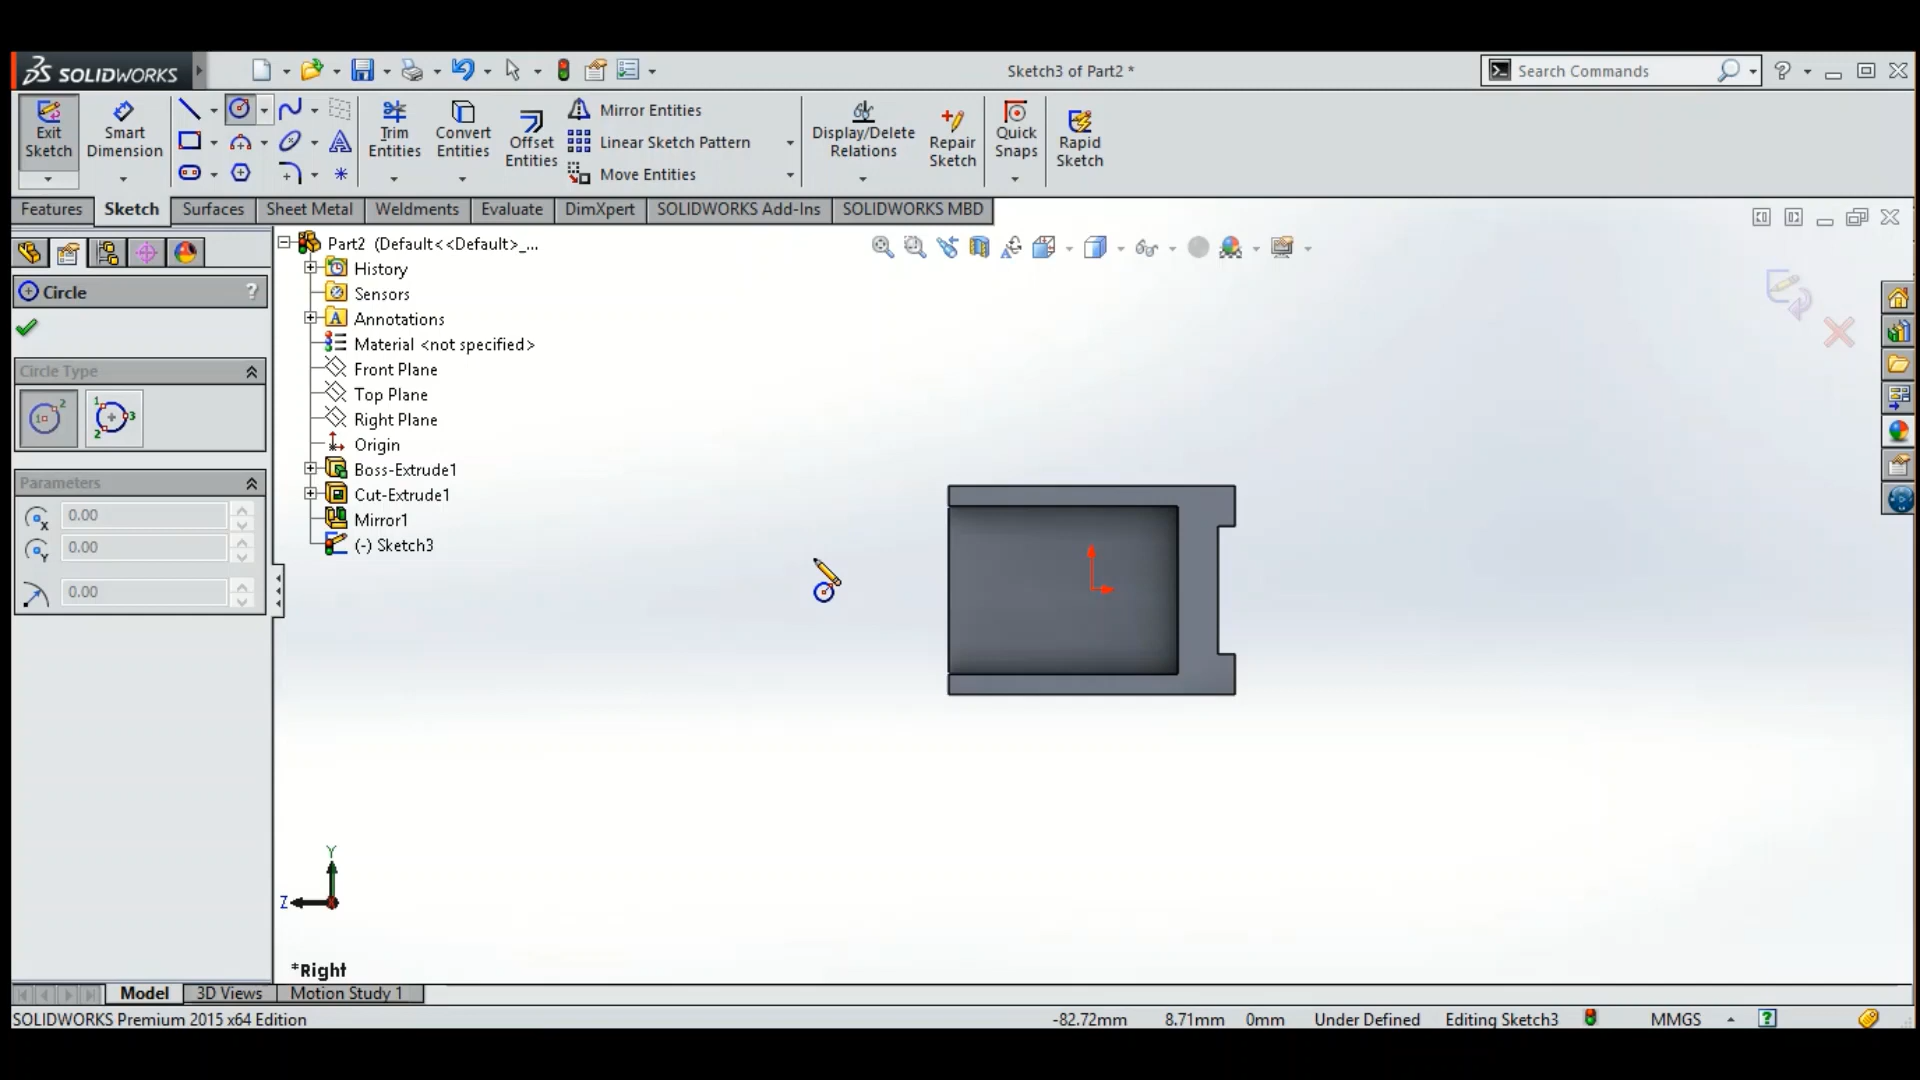 SOLIDWORKS
Sketch3 of Part2 *
Search Commands
Exit Sketch
Smart Dimension
Trim Entities
Convert Entities
Offset Entities
Mirror Entities
Linear Sketch Pattern
Move Entities
Display/Delete Relations
Repair Sketch
Quick Snaps
Rapid Sketch
Features
Sketch
Surfaces
Sheet Metal
Weldments
Evaluate
DimXpert
SOLIDWORKS Add-Ins
SOLIDWORKS MBD
Circle
?
Circle Type
Parameters
0.00
0.00
0.00
Part2 (Default<<Default>_...
History
Sensors
Annotations
Material <not specified>
Front Plane
Top Plane
Right Plane
Origin
Boss-Extrude1
Cut-Extrude1
Mirror1
(-) Sketch3
Y
Z
*Right
Model
3D Views
Motion Study 1
SOLIDWORKS Premium 2015 x64 Edition
-82.72mm
8.71mm
0mm
Under Defined
Editing Sketch3
MMGS